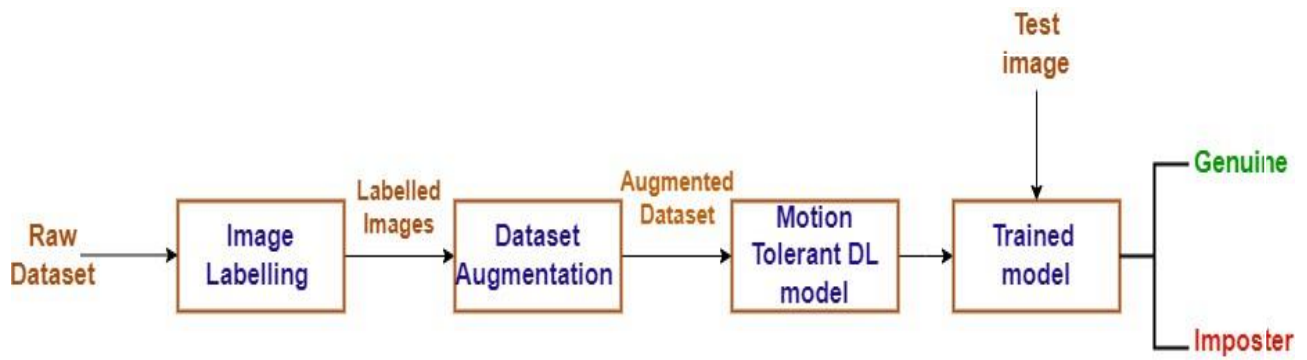 Raw
Dataset
Image
Labelling
Labelled
Images
Dataset
Augmentation
Augmented
Dataset
Motion
Tolerant DL
model
Test
image
Trained
model
Genuine
Imposter